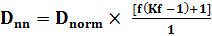 Dnn = Dnorm × [f(Kf -1)+1] / 1